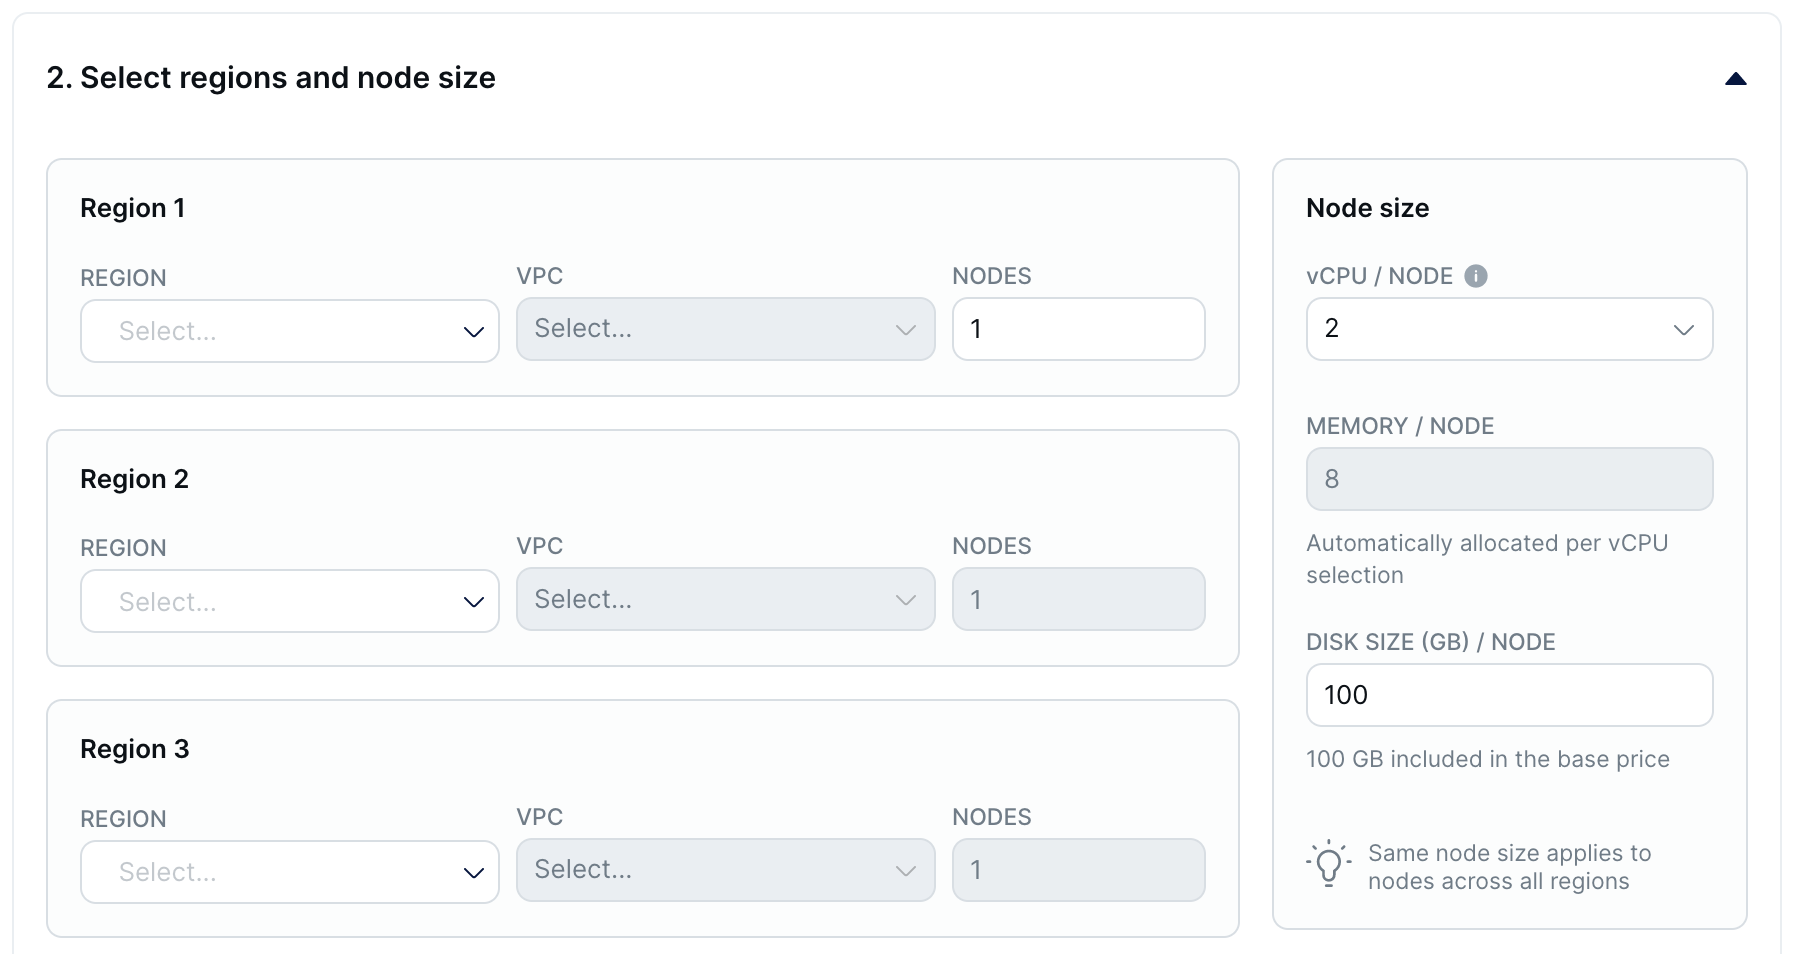 2. Select regions and node size
Region 1
REGION
VPC
NODES
Select...
Select...
1
Region 2
REGION
VPC
NODES
Select...
Select...
1
Region 3
REGION
VPC
NODES
Select...
Select...
1
Node size
vCPU / NODE
2
MEMORY / NODE
8
Automatically allocated per vCPU
selection
DISK SIZE (GB) / NODE
100
100 GB included in the base price
Same node size applies to
nodes across all regions